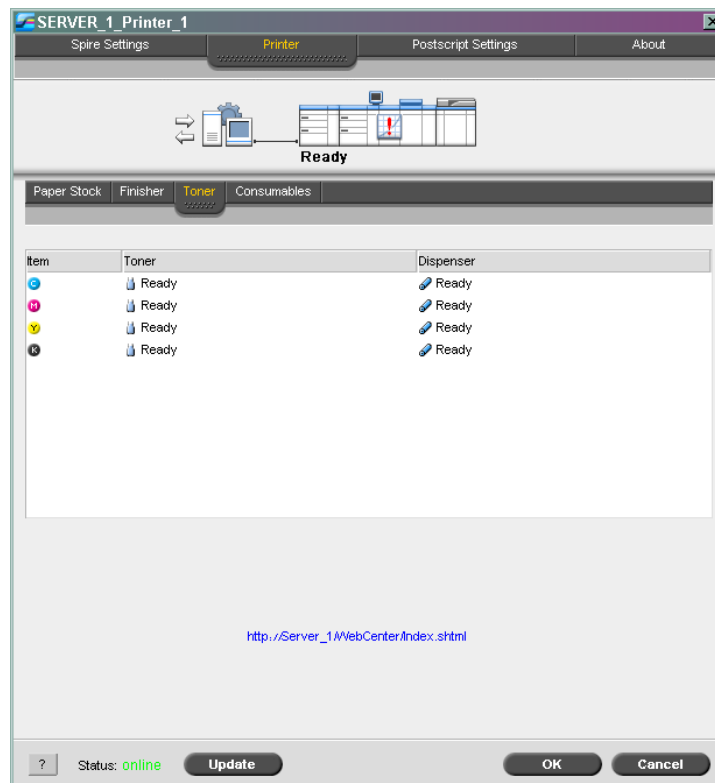 SERVER_1_Printer_1
Spire Settings Printer Postscript Settings About
Ready
Paper Stock Finisher Toner Consumables
Item Toner Dispenser
C Ready Ready
M Ready Ready
Y Ready Ready
K Ready Ready
http://Server_1/WebCenter/Index.shtml
? Status: online Update OK Cancel